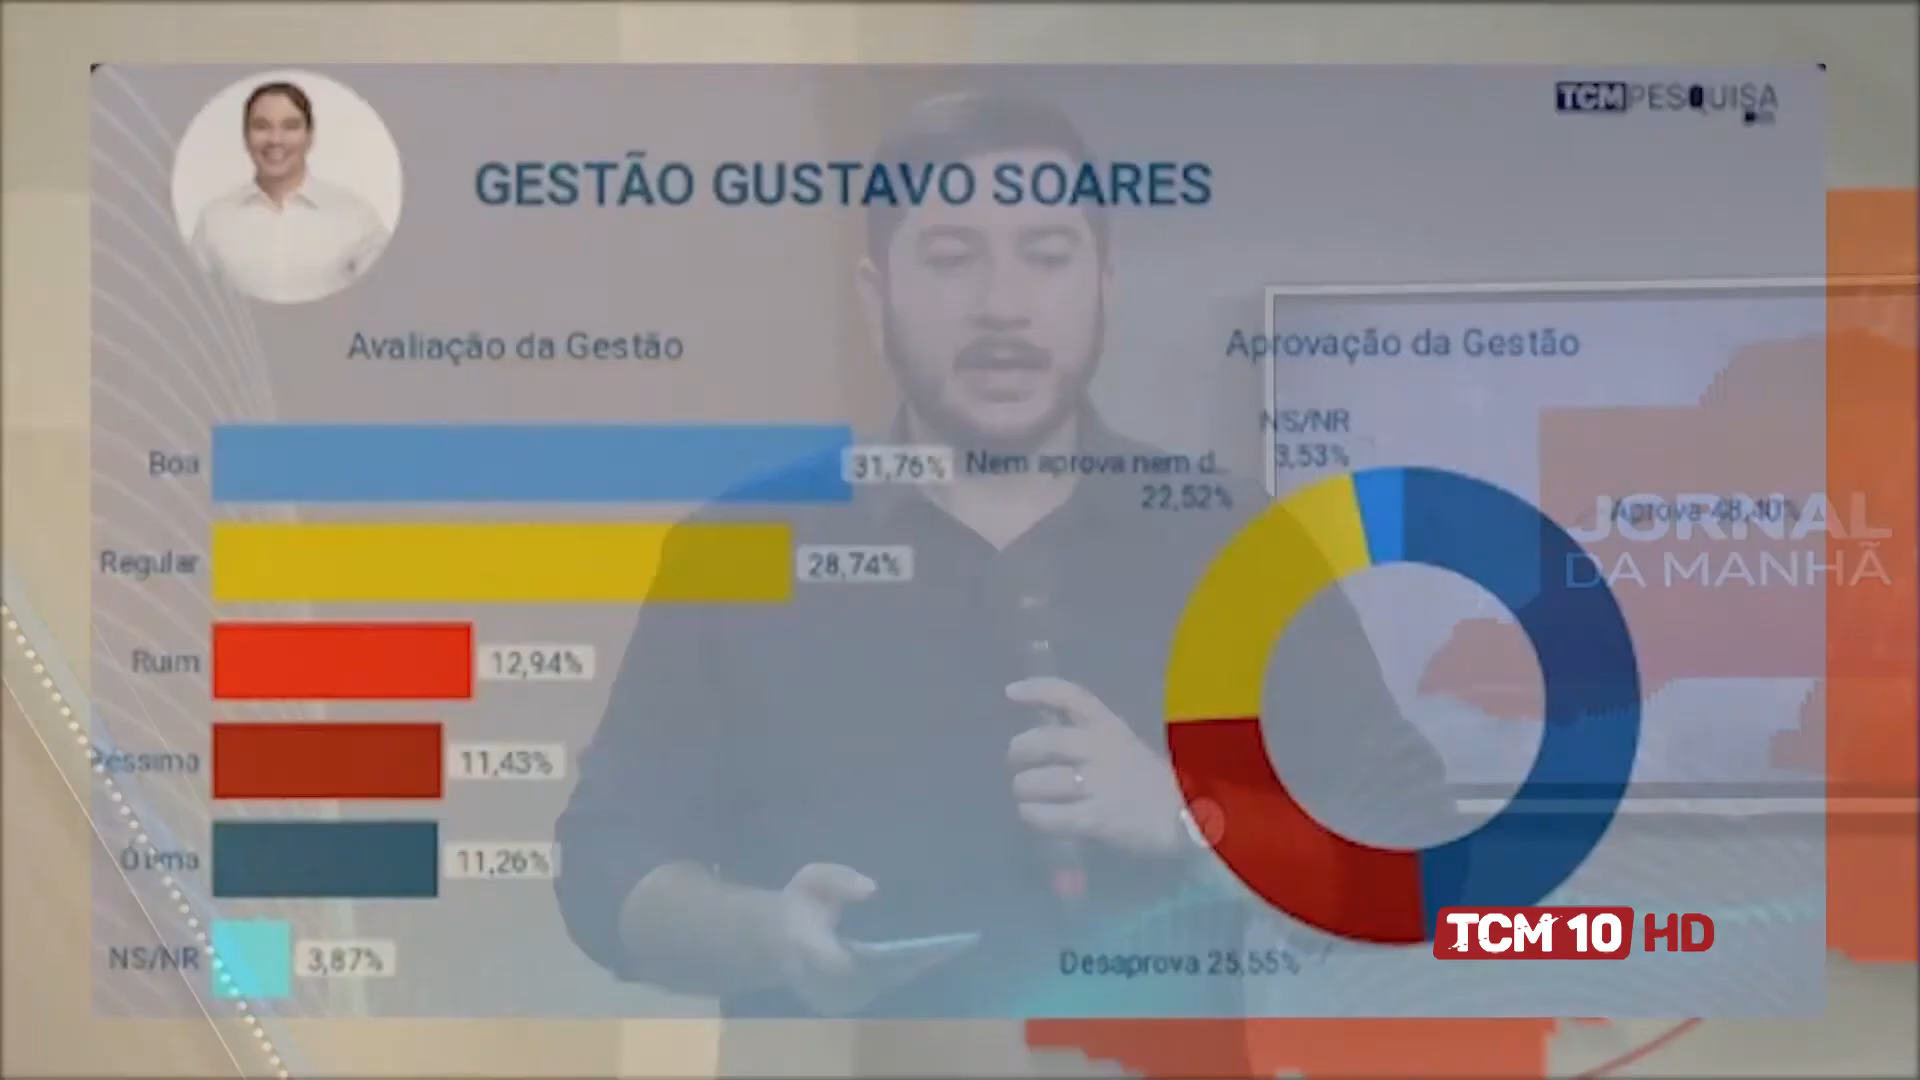 TCM PESQUISA
GESTÃO GUSTAVO SOARES
Avaliação da Gestão
Boa
31,76%
Regular
28,74%
Ruim
12,94%
Péssima
11,43%
Ótima
11,26%
NS/NR
3,87%
Aprovação da Gestão
NS/NR
3,53%
Nem aprova nem d...
22,52%
Aprova 48,40%
Desaprova 25,55%
JORNAL
DA MANHÃ
TCM 10 HD